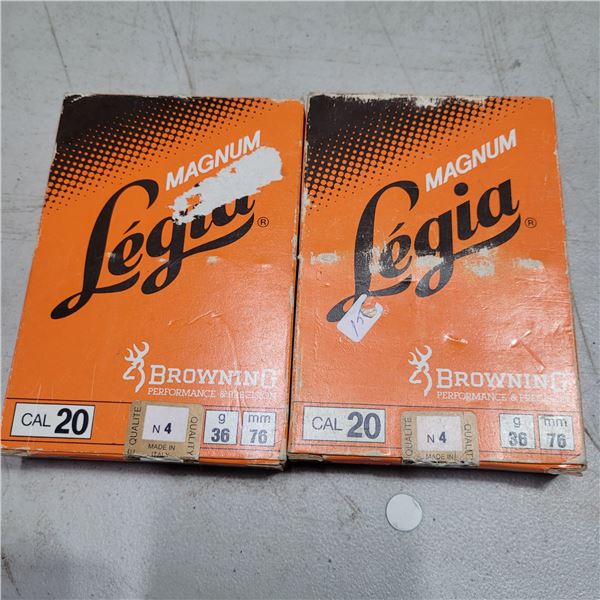 MAGNUM
Légia
BROWNING
PERFORMANCE & PRECISION
CAL 20
QUALITE
N 4
MADE IN
ITALY
QUALITY
g
36
mm
76
MAGNUM
Légia ®
15
BROWNING
PERFORMANCE & PRECISION
CAL 20
QUALITE
N 4
MADE IN
QUALITY
g
36
mm
76